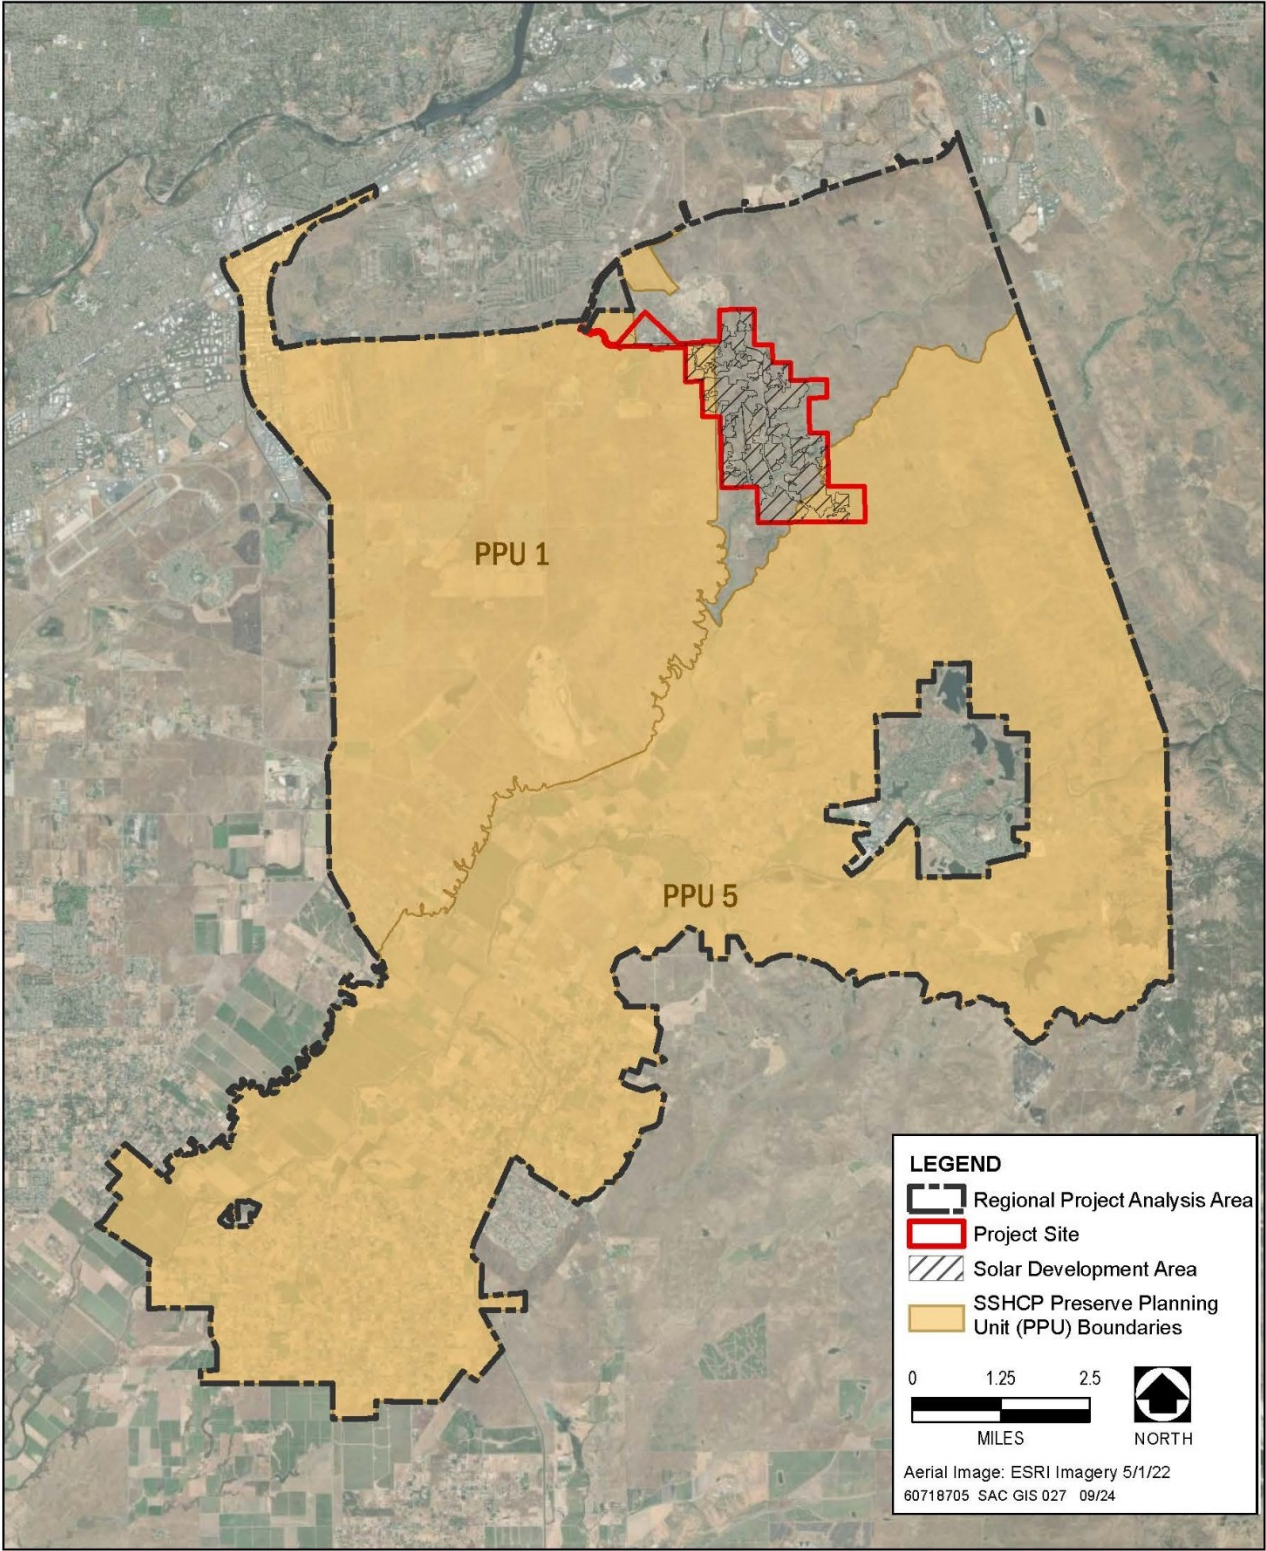 PPU 1
PPU 5
LEGEND
Regional Project Analysis Area
Project Site
Solar Development Area
SSHCP Preserve Planning
Unit (PPU) Boundaries
0 1.25 2.5
MILES
NORTH
Aerial Image: ESRI Imagery 5/1/22
60718705 SAC GIS 027 09/24